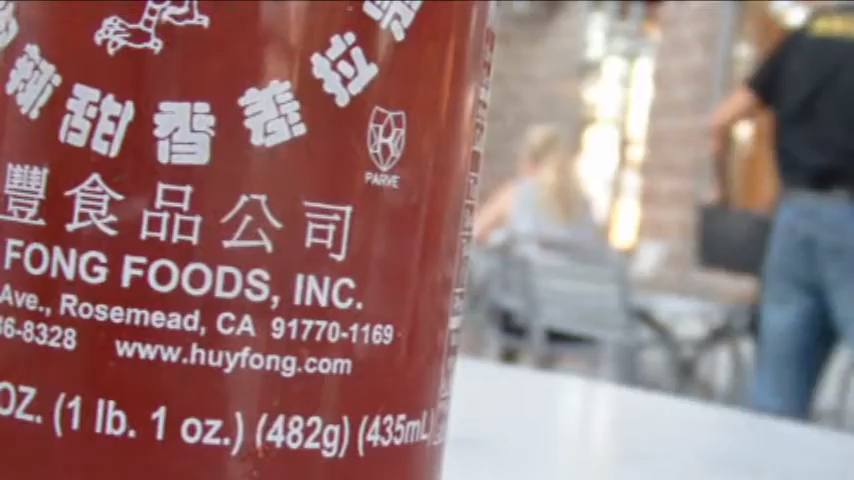 辣甜香蒜拉
PARVE
豐食品公司
FONG FOODS, INC.
Ave., Rosemead, CA 91770-1169
86-8328 www.huyfong.com
OZ. (1 lb. 1 oz.) (482g) (435mL